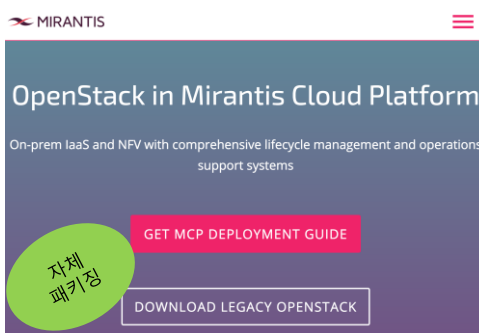 MIRANTIS
OpenStack in Mirantis Cloud Platform
On-prem IaaS and NFV with comprehensive lifecycle management and operations
support systems
GET MCP DEPLOYMENT GUIDE
자체
패키징
DOWNLOAD LEGACY OPENSTACK